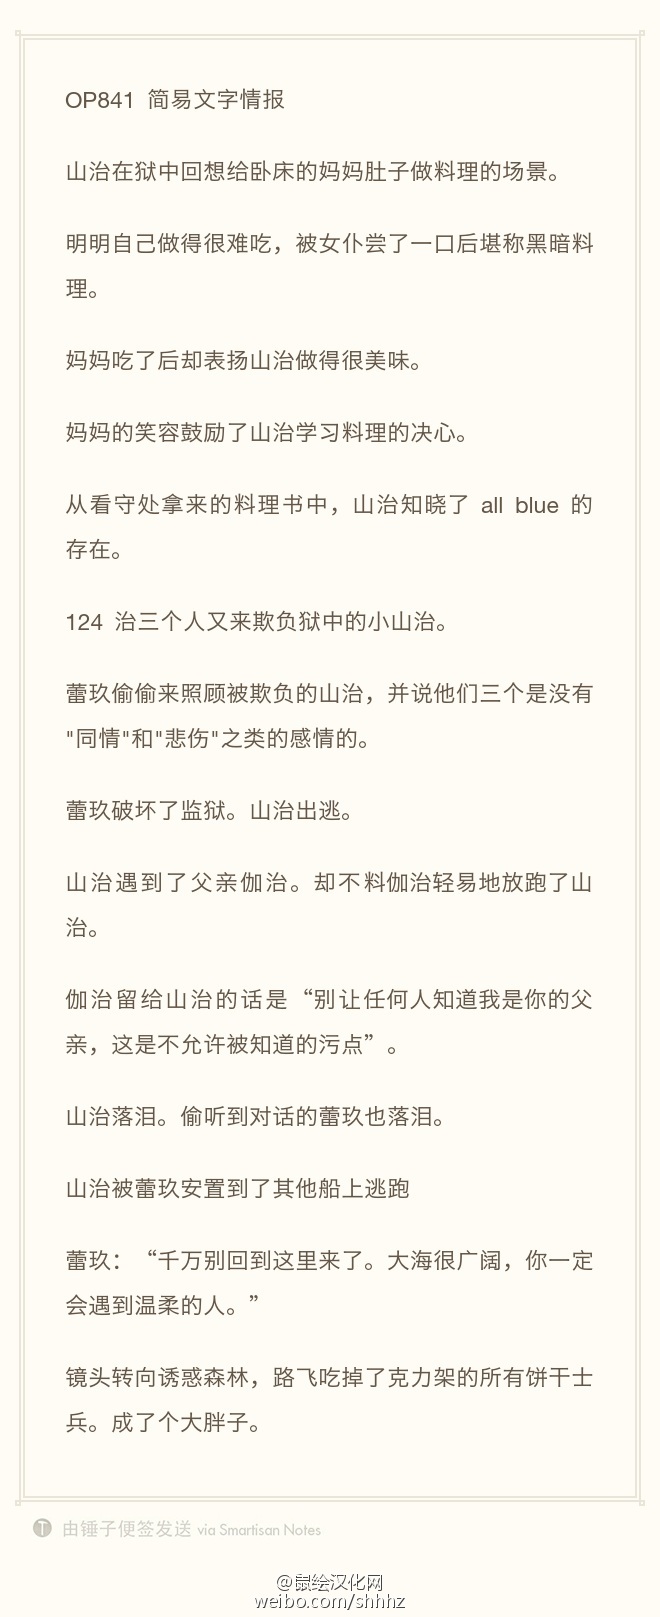 OP841 简易文字情报
山治在狱中回想给卧床的妈妈肚子做料理的场景。
明明自己做得很难吃，被女仆尝了一口后堪称黑暗料
理。
妈妈吃了后却表扬山治做得很美味。
妈妈的笑容鼓励了山治学习料理的决心。
从看守处拿来的料理书中，山治知晓了 all blue 的
存在。
124 治三个人又来欺负狱中的小山治。
蕾玖偷偷来照顾被欺负的山治，并说他们三个是没有
"同情"和"悲伤"之类的感情的。
蕾玖破坏了监狱。山治出逃。
山治遇到了父亲伽治。却不料伽治轻易地放跑了山
治。
伽治留给山治的话是“别让任何人知道我是你的父
亲，这是不允许被知道的污点”。
山治落泪。偷听到对话的蕾玖也落泪。
山治被蕾玖安置到了其他船上逃跑
蕾玖：“千万别回到这里来了。大海很广阔，你一定
会遇到温柔的人。”
镜头转向诱惑森林，路飞吃掉了克力架的所有饼干士
兵。成了个大胖子。
T 由锤子便签发送 via Smartisan Notes
@鼠绘汉化网
weibo.com/shhhz